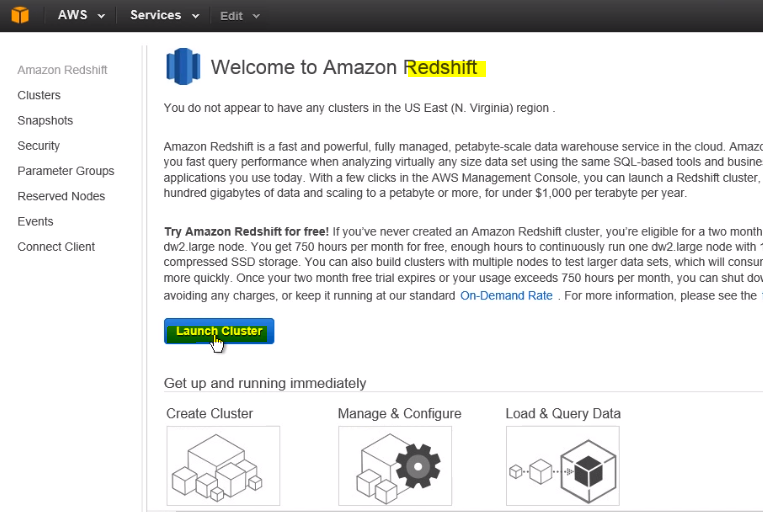 AWS Services Edit
Amazon Redshift
Clusters
Snapshots
Security
Parameter Groups
Reserved Nodes
Events
Connect Client
Welcome to Amazon Redshift
You do not appear to have any clusters in the US East (N. Virginia) region .
Amazon Redshift is a fast and powerful, fully managed, petabyte-scale data warehouse service in the cloud.
you fast query performance when analyzing virtually any size data set using the same SQL-based tools and
applications you use today. With a few clicks in the AWS Management Console, you can launch a Redshift cluster,
hundred gigabytes of data and scaling to a petabyte or more, for under $1,000 per terabyte per year.
Try Amazon Redshift for free! If you've never created an Amazon Redshift cluster, you're eligible for a two month
dw2.large node. You get 750 hours per month for free, enough hours to continuously run one dw2.large node with
compressed SSD storage. You can also build clusters with multiple nodes to test larger data sets, which will
more quickly. Once your two month free trial expires or your usage exceeds 750 hours per month, you can shut
avoiding any charges, or keep it running at our standard On-Demand Rate . For more information, please see the
Launch Cluster
Get up and running immediately
Create Cluster
Manage & Configure
Load & Query Data